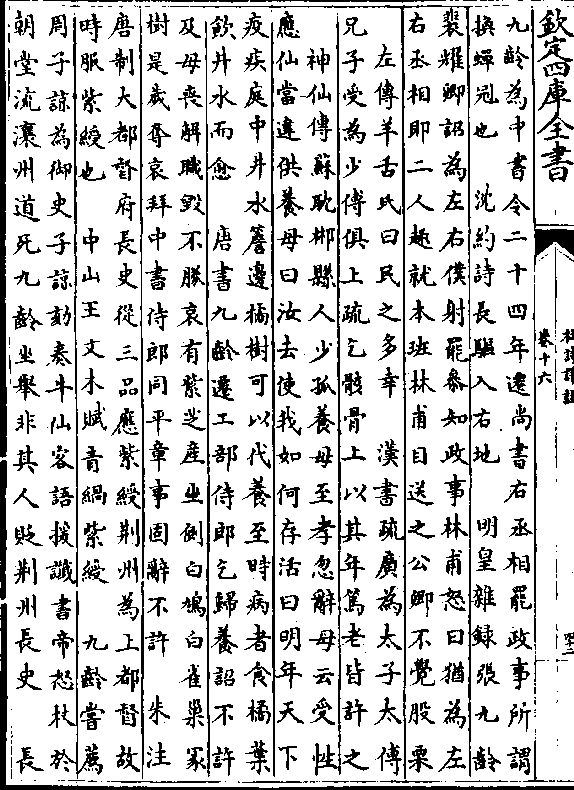 欽定四庫全書
九齡為中書令二十四年遷尚書右丞相罷政事所謂
換蟬冠也　沈約詩長驅入右地　明皇雜錄張九齡
裴耀卿詔為左右僕射罷參知政事林甫怒曰猶為左
右丞相即二人趨就本班林甫目送之公卿不覺股栗
左傳羊舌氏曰民之多幸　漢書疏廣為太子太傅
兄子受為少傅俱上疏乞骸骨上以其年篤老皆許之
神仙傳蘇耽郴縣人少孤養母至孝忽辭母云受性
應仙當違供養母曰汝去使我如何存活曰明年天下
疫疾庭中井水簷邊橘樹可以代養至時病者食橘葉
飲井水而愈　唐書九齡遷工部侍郎乞歸養詔不許
及母喪解職毀不勝哀有紫芝產坐側白鳩白雀巢冢
樹是歲奪哀拜中書侍郎同平章事固辭不許　朱注
唐制大都督府長史從三品應紫綬荆州為上都督故
時服紫綬也　中山王文木賦青緺紫綬　九齡嘗薦
周子諒為御史子諒劾奏牛仙客語援讖書帝怒杖於
朝堂流瀼州道死九齡坐舉非其人貶荆州長史　長
卷十六